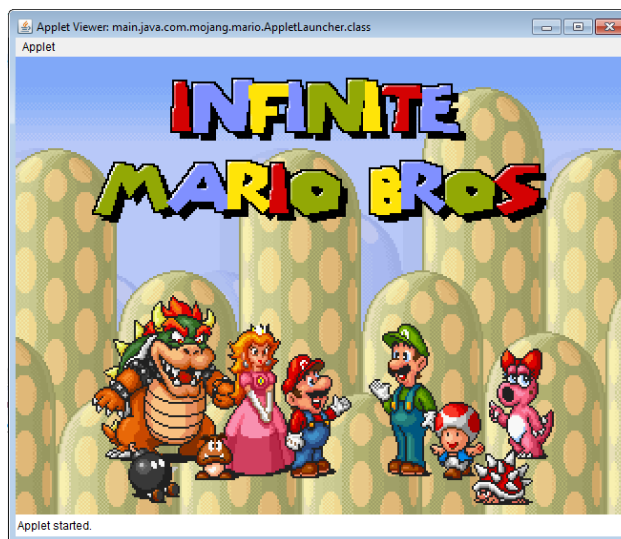 Applet Viewer: main.java.com.mojang.mario.AppletLauncher.class
Applet
INFINITE
MARIO BROS
Applet started.